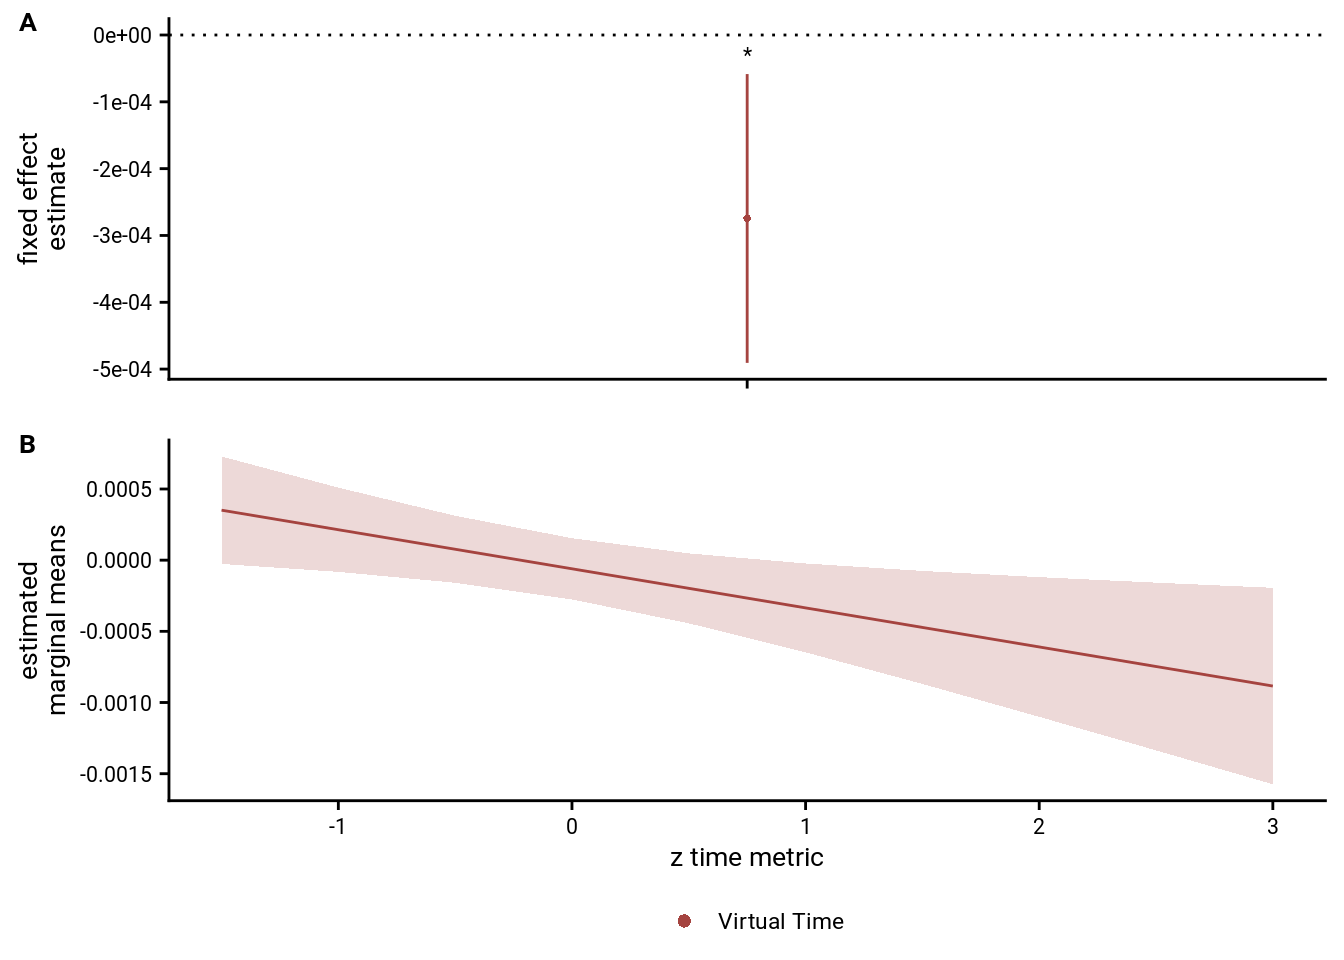 A
0e+00
*
-1e-04
-2e-04
-3e-04
-4e-04
-5e-04
fixed effect
estimate
B
0.0005
0.0000
-0.0005
-0.0010
-0.0015
estimated
marginal means
-1 0 1 2 3
z time metric
Virtual Time